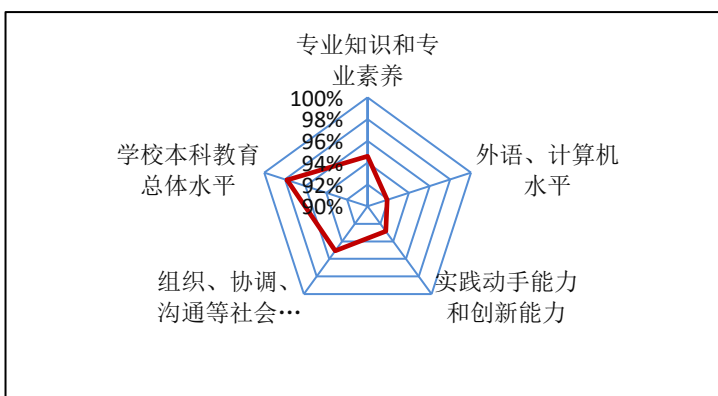 专业知识和专
业素养
100%
98%
96%
94%
92%
90%
外语、计算机
水平
实践动手能力
和创新能力
组织、协调、
沟通等社会…
学校本科教育
总体水平